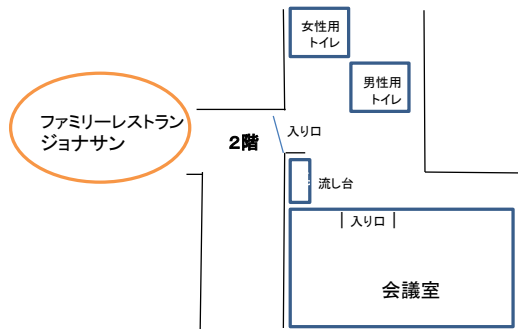 女性用
トイレ
男性用
トイレ
ファミリーレストラン
ジョナサン
2階
入り口
流し台
入り口
会議室